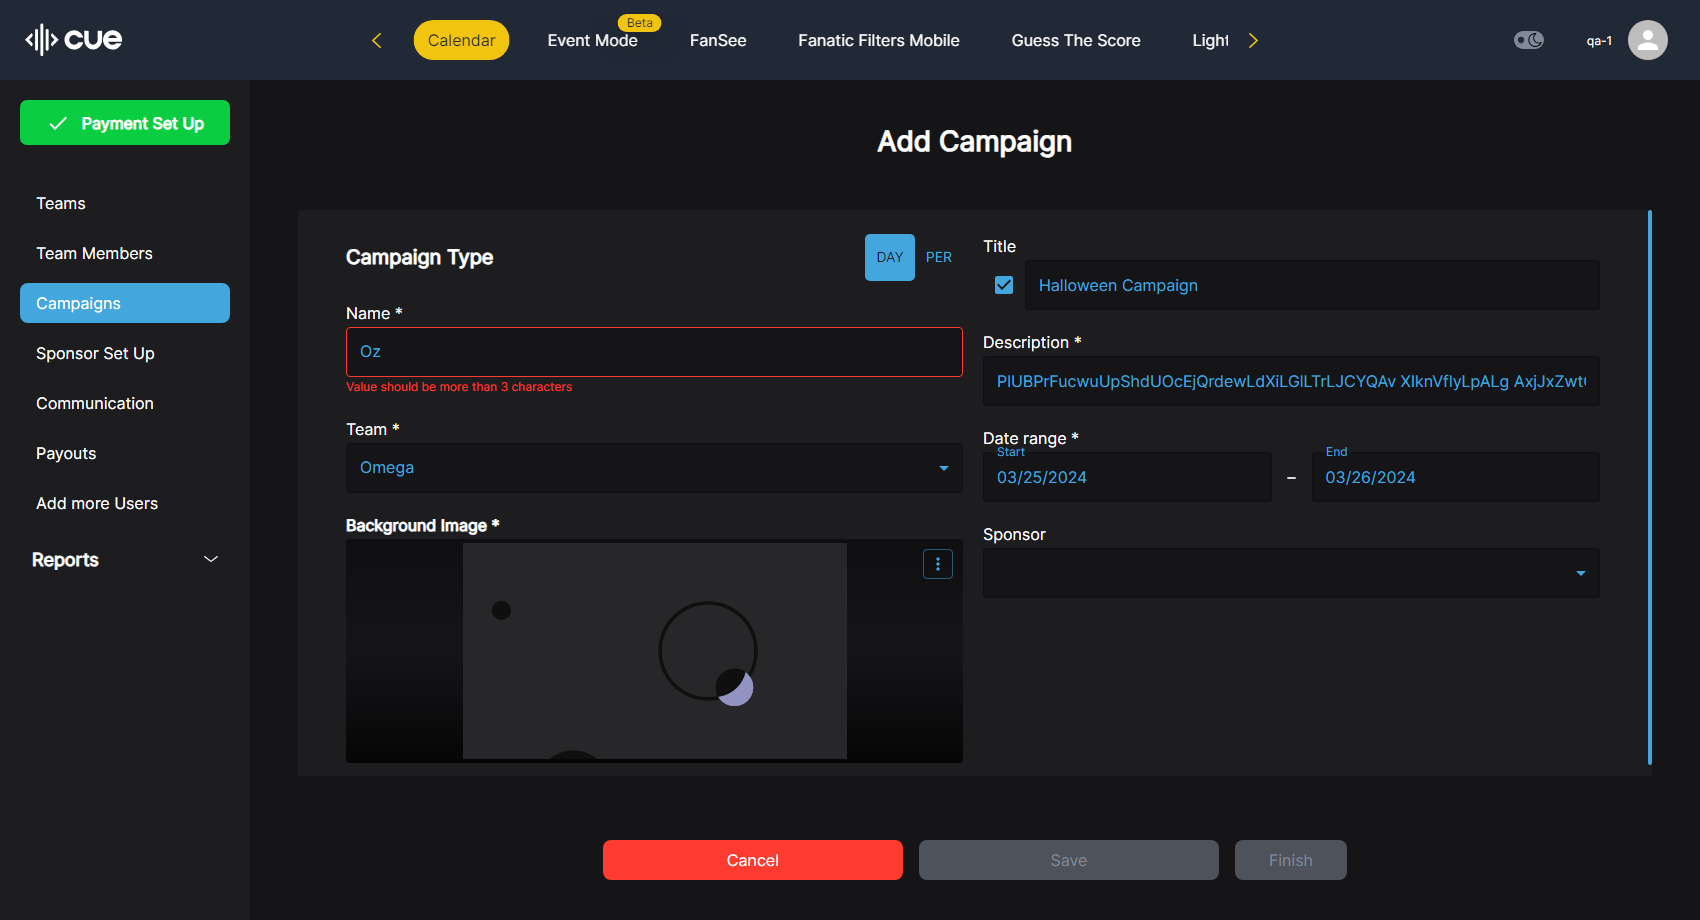 cue
Calendar
Event Mode
Beta
FanSee
Fanatic Filters Mobile
Guess The Score
Light
qa-1
Payment Set Up
Teams
Team Members
Campaigns
Sponsor Set Up
Communication
Payouts
Add more Users
Reports
Add Campaign
Campaign Type
DAY
PER
Name *
Oz
Value should be more than 3 characters
Team *
Omega
Background Image *
Title
Halloween Campaign
Description *
Date range *
Start
03/25/2024
–
End
03/26/2024
Sponsor
Cancel
Save
Finish